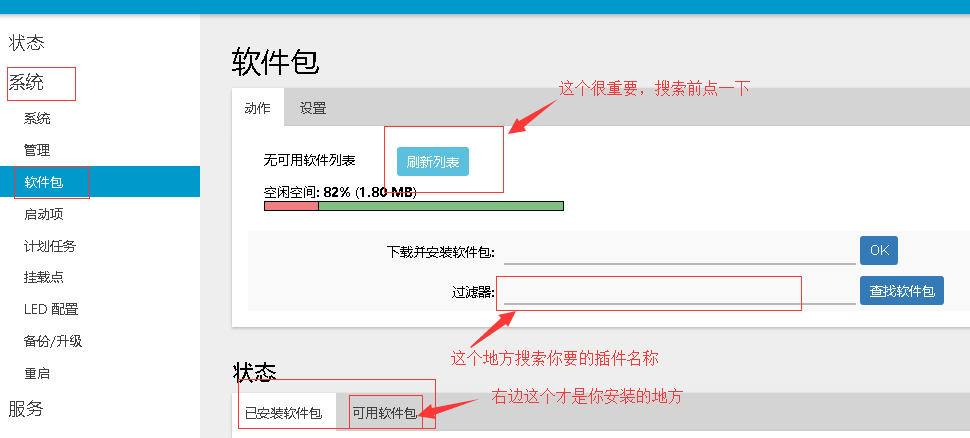 状态
系统
系统
管理
软件包
启动项
计划任务
挂载点
LED 配置
备份/升级
重启
服务
软件包
这个很重要，搜索前点一下
动作 设置
无可用软件列表 刷新列表
空闲空间: 82% (1.80 MB)
下载并安装软件包: OK
过滤器: 查找软件包
这个地方搜索你要的插件名称
状态
右边这个才是你安装的地方
已安装软件包 可用软件包